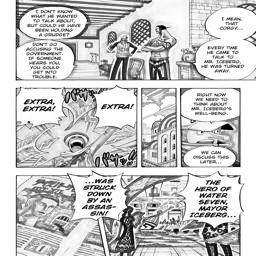 I DON'T KNOW
WHAT HE WANTED
TO TALK ABOUT,
BUT COULD HE HAVE
BEEN HOLDING
A GRUDGE?
DON'T GO
ACCUSING THE
GOVERNMENT.
IF SOMEONE
HEARS YOU,
YOU COULD
GET INTO
TROUBLE.
I MEAN,
THAT
CORGY...
EVERY TIME
HE CAME TO
TALK TO MR.
ICEBERG, HE
WAS TURNED
AWAY.
EXTRA,
EXTRA!
EXTRA!
RIGHT NOW
WE NEED TO
THINK ABOUT
MR. ICEBERG'S
WELL-BEING.
WE CAN
DISCUSS THIS
LATER...
...WAS
STRUCK
DOWN
BY AN
ASSAS-
SIN!
THE
HERO OF
WATER
SEVEN,
MAYOR
ICEBERG...